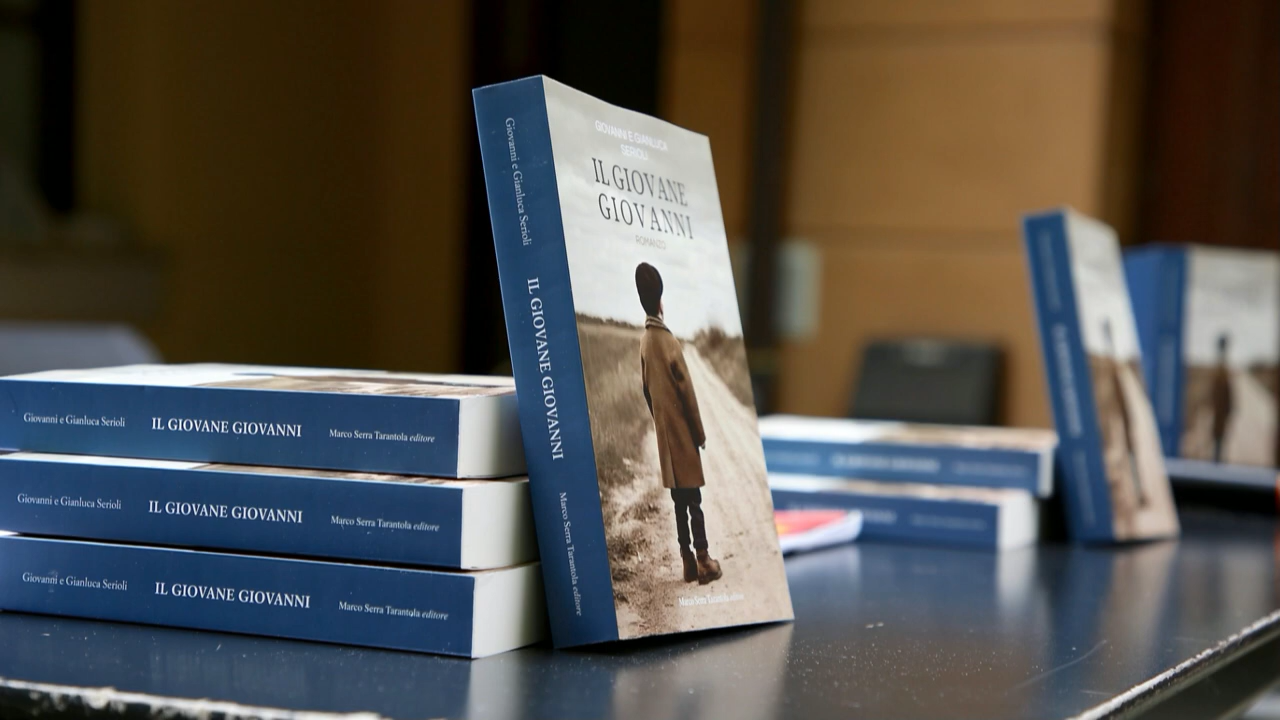 GIOVANNI E GIANLUCA
SERIOLI
IL GIOVANE
GIOVANNI
ROMANZO
Marco Serra Tarantola editore
Giovanni e Gianluca Serioli IL GIOVANE GIOVANNI Marco Serra Tarantola editore
Giovanni e Gianluca Serioli IL GIOVANE GIOVANNI Marco Serra Tarantola editore
Giovanni e Gianluca Serioli IL GIOVANE GIOVANNI Marco Serra Tarantola editore
Giovanni e Gianluca Serioli IL GIOVANE GIOVANNI Marco Serra Tarantola editore